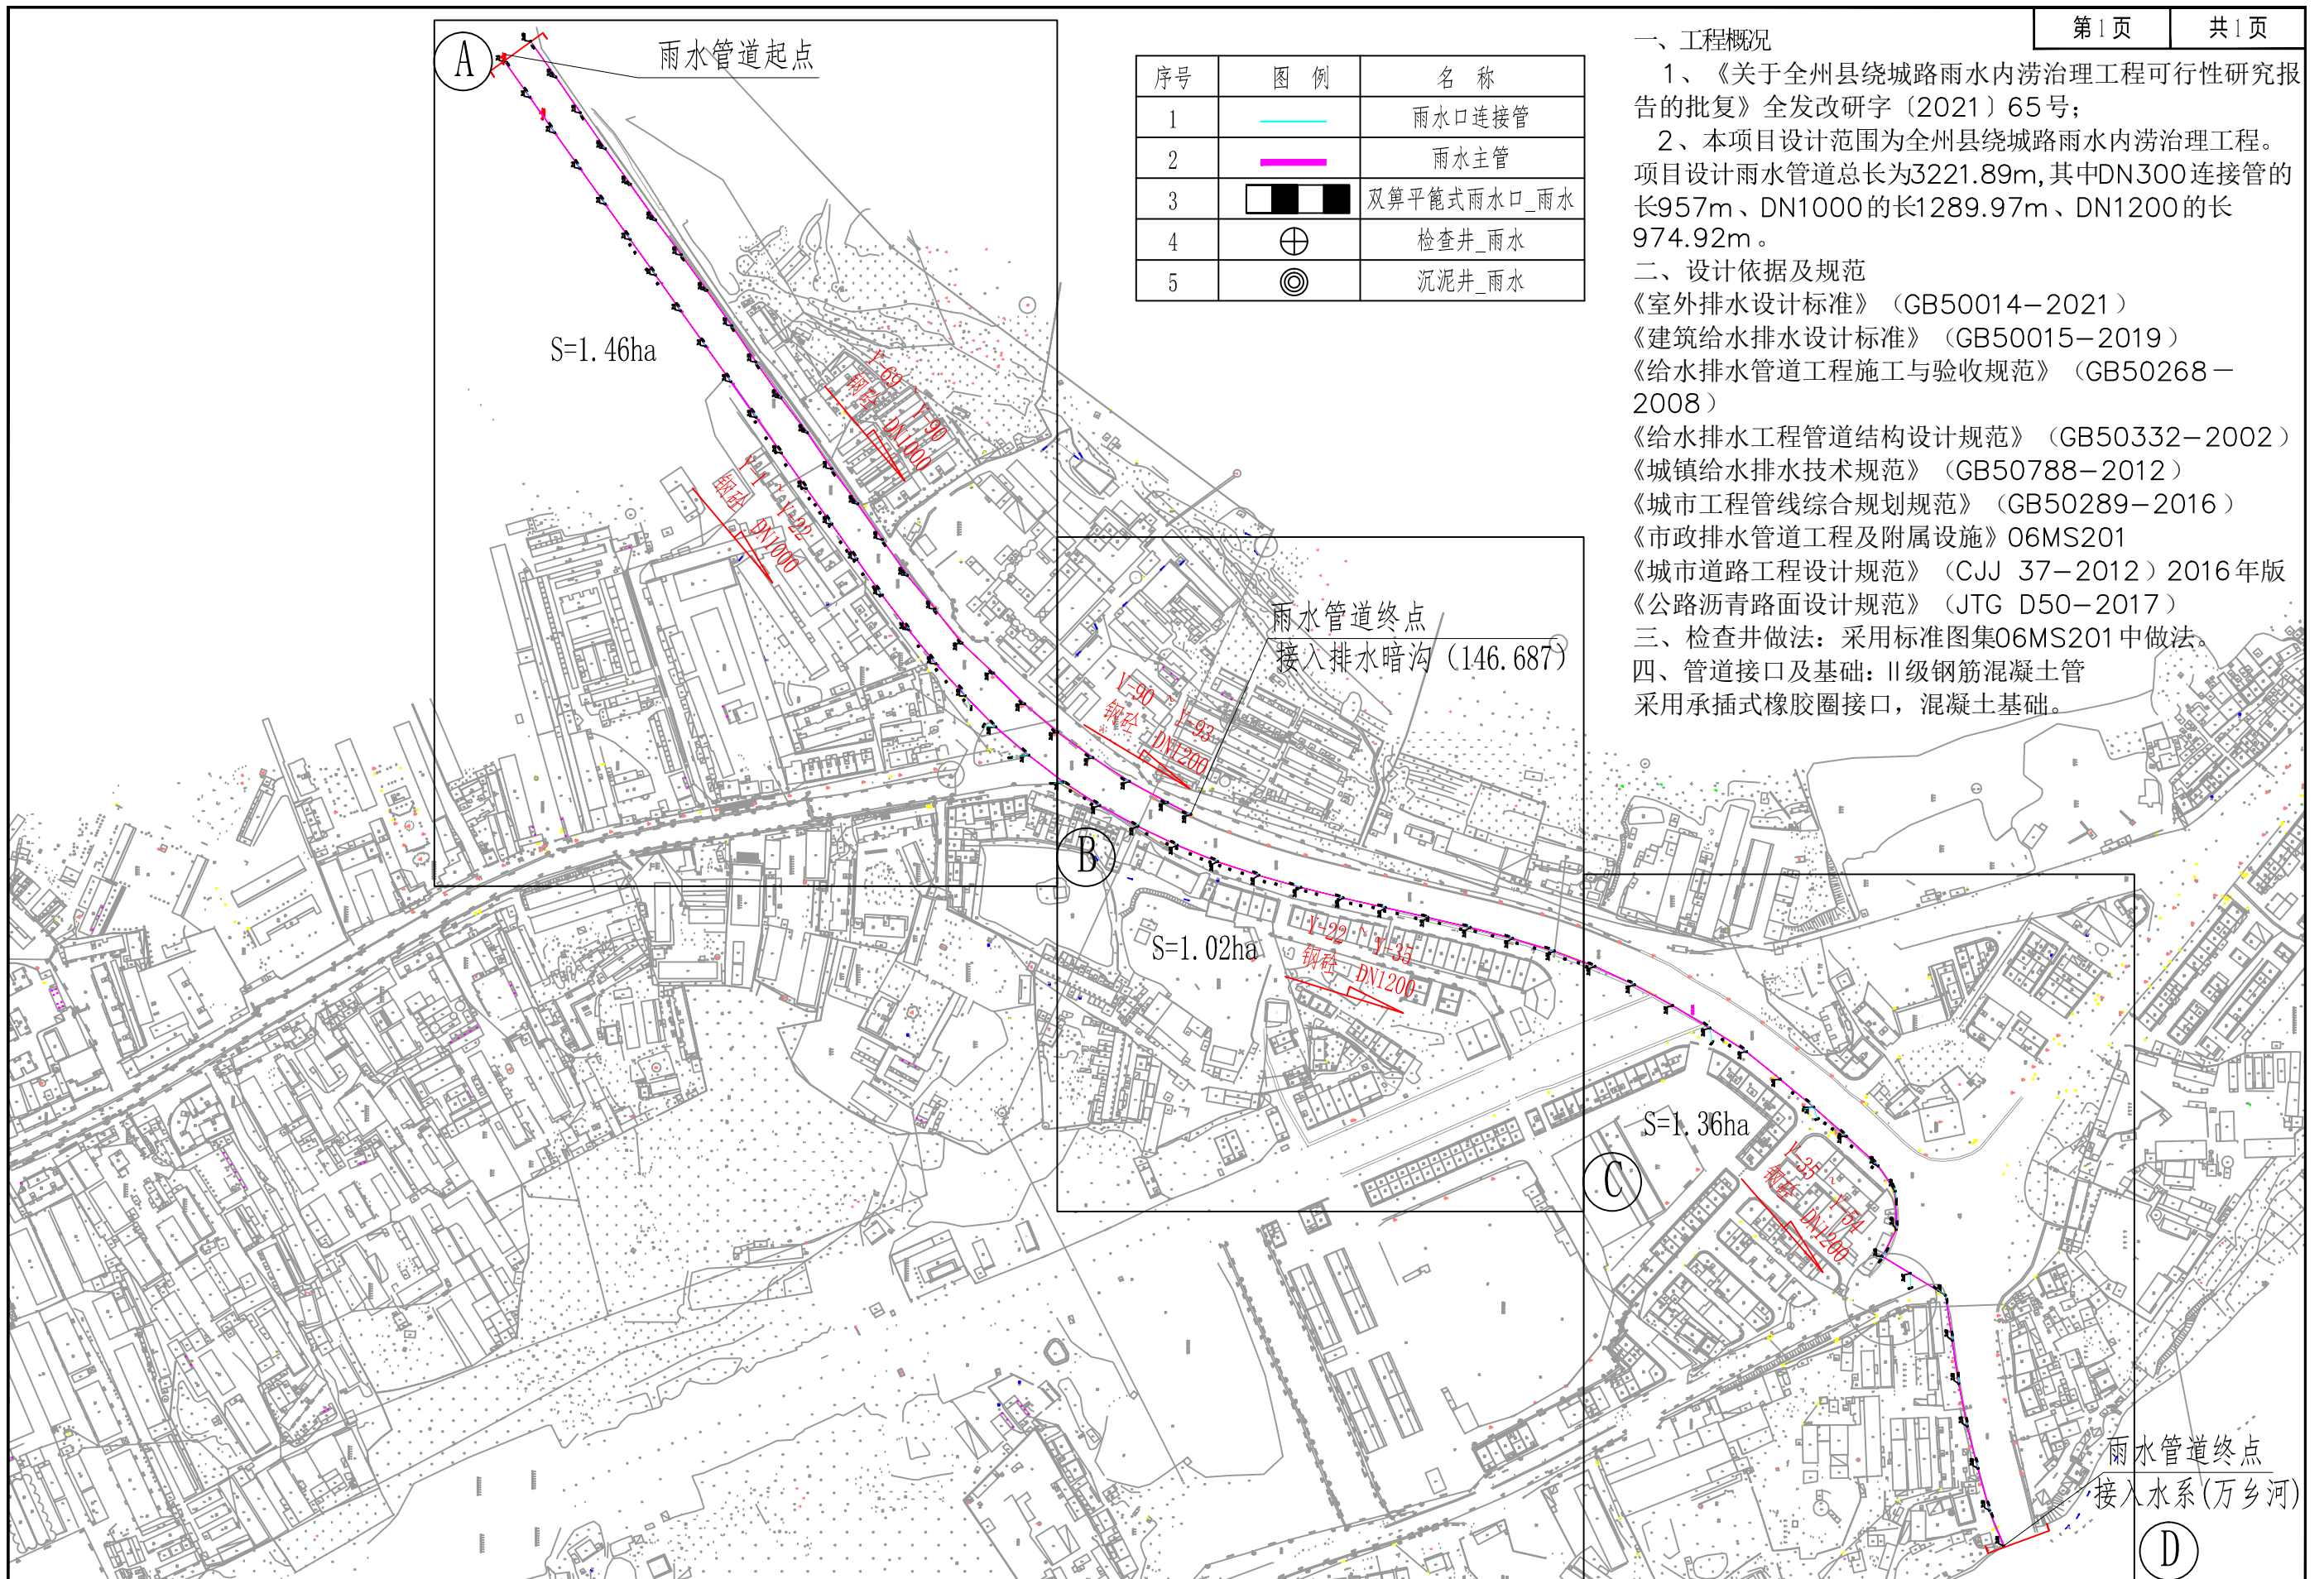 第1页 共1页
A
雨水管道起点
序号 图 例 名 称
1 雨水口连接管
2 雨水主管
3 双箅平篦式雨水口_雨水
4 检查井_雨水
5 沉泥井_雨水
一、工程概况
1、《关于全州县绕城路雨水内涝治理工程可行性研究报
告的批复》全发改研字〔2021〕65号；
2、本项目设计范围为全州县绕城路雨水内涝治理工程。
项目设计雨水管道总长为3221.89m,其中DN300连接管的
长957m、DN1000的长1289.97m、DN1200的长
974.92m。
二、设计依据及规范
《室外排水设计标准》（GB50014-2021）
《建筑给水排水设计标准》（GB50015-2019）
《给水排水管道工程施工与验收规范》（GB50268-
2008）
《给水排水工程管道结构设计规范》（GB50332-2002）
《城镇给水排水技术规范》（GB50788-2012）
《城市工程管线综合规划规范》（GB50289-2016）
《市政排水管道工程及附属设施》06MS201
《城市道路工程设计规范》（CJJ 37-2012）2016年版
《公路沥青路面设计规范》（JTG D50-2017）
三、检查井做法：采用标准图集06MS201中做法。
四、管道接口及基础：Ⅱ级钢筋混凝土管
采用承插式橡胶圈接口，混凝土基础。
S=1.46ha
Y-69 ~ Y-90
钢砼 DN1000
Y-1 ~ Y-22
钢砼 DN1000
雨水管道终点
接入排水暗沟（146.687）
Y-90 ~ Y-93
钢砼 DN1200
B
S=1.02ha
Y-22 ~ Y-35
钢砼 DN1200
S=1.36ha
C
Y-35 ~ Y-54
钢砼 DN1200
雨水管道终点
接入水系(万乡河)
D